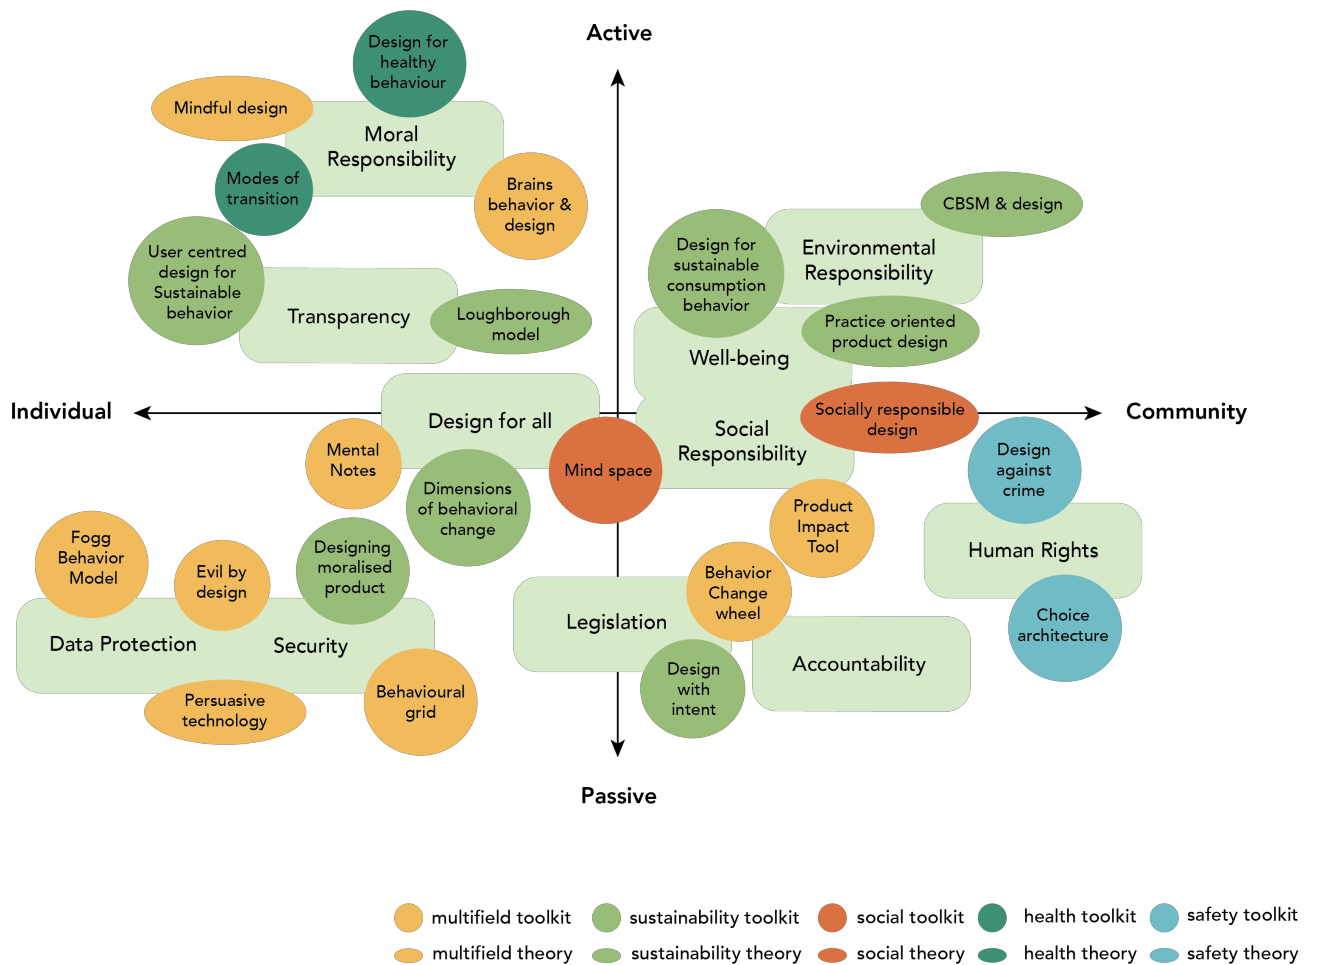 Active
Design for
healthy
behaviour
Mindful design
Moral
Responsibility
Modes of
transition
Brains
behavior &
design
User centred
design for
Sustainable
behavior
Transparency
Loughborough
model
CBSM & design
Environmental
Responsibility
Design for
sustainable
consumption
behavior
Practice oriented
product design
Well-being
Individual
Community
Design for all
Socially responsible
design
Social
Responsibility
Mental
Notes
Mind space
Design
against
crime
Dimensions
of behavioral
change
Product
Impact
Tool
Fogg
Behavior
Model
Evil by
design
Designing
moralised
product
Human Rights
Behavior
Change
wheel
Legislation
Choice
architecture
Data Protection
Security
Accountability
Design
with
intent
Persuasive
technology
Behavioural
grid
Passive
multifield toolkit
sustainability toolkit
social toolkit
health toolkit
safety toolkit
multifield theory
sustainability theory
social theory
health theory
safety theory